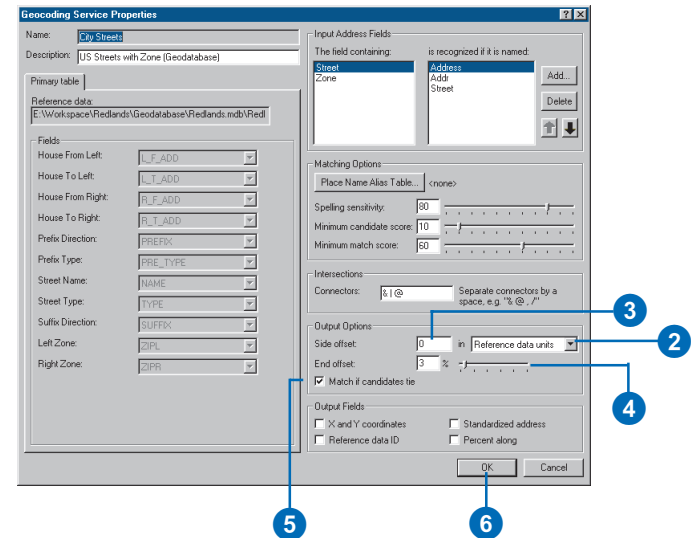 Geocoding Service Properties
Name:
City Streets
Description:
US Streets with Zone (Geodatabase)
Primary table
Reference data:
E:\Workspace\Redlands\Geodatabase\Redlands.mdb\Redl
Fields
House From Left:
L_F_ADD
House To Left:
L_T_ADD
House From Right:
R_F_ADD
House To Right:
R_T_ADD
Prefix Direction:
PREFIX
Prefix Type:
PRE_TYPE
Street Name:
NAME
Street Type:
TYPE
Suffix Direction:
SUFFIX
Left Zone:
ZIPL
Right Zone:
ZIPR
Input Address Fields
The field containing:
Street
Zone
is recognized if it is named:
Address
Addr
Street
Add...
Delete
Matching Options
Place Name Alias Table...
<none>
Spelling sensitivity:
80
Minimum candidate score:
10
Minimum match score:
60
Intersections
Connectors:
& | @
Separate connectors by a
space, e.g. "& @ , /"
Output Options
Side offset:
0
in
Reference data units
End offset:
3
%
Match if candidates tie
Output Fields
X and Y coordinates
Standardized address
Reference data ID
Percent along
OK
Cancel
3
2
4
5
6